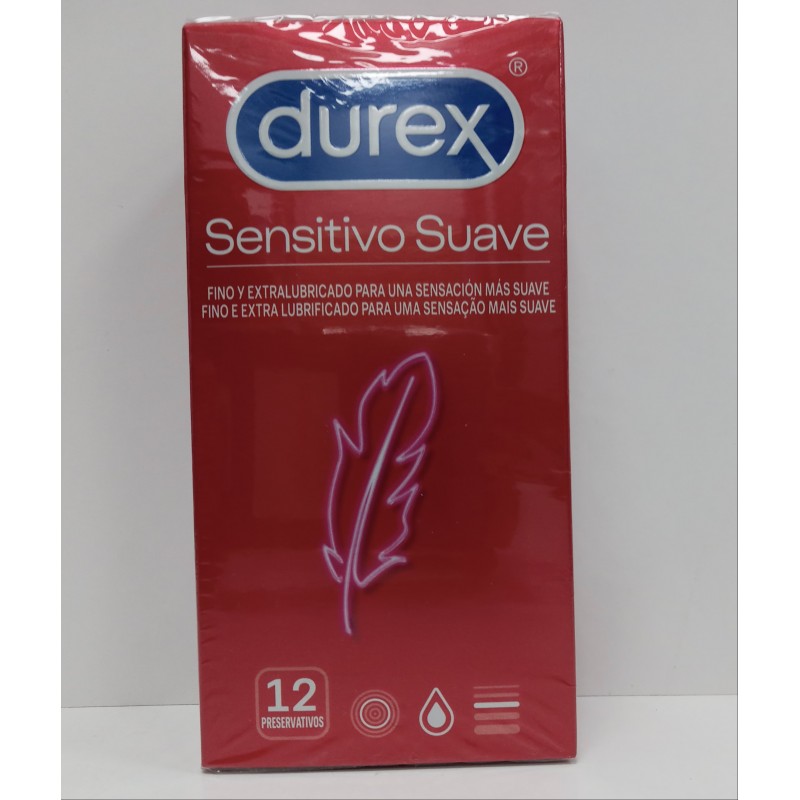 durex®
Sensitivo Suave
FINO Y EXTRALUBRICADO PARA UNA SENSACIÓN MÁS SUAVE
FINO E EXTRA LUBRIFICADO PARA UMA SENSAÇÃO MAIS SUAVE
12
PRESERVATIVOS